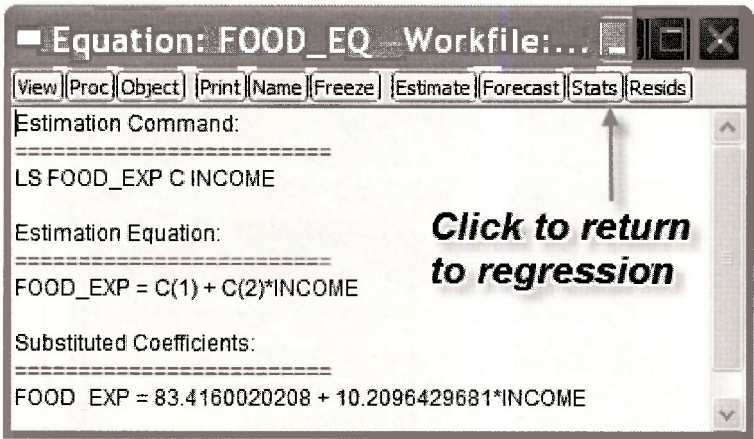 Equation: FOOD_EQ Workfile:...
View Proc Object Print Name Freeze Estimate Forecast Stats Resids
Estimation Command:
=========================
LS FOOD_EXP C INCOME
Click to return
to regression
Estimation Equation:
=========================
FOOD_EXP = C(1) + C(2)*INCOME
Substituted Coefficients:
=========================
FOOD_EXP = 83.4160020208 + 10.2096429681*INCOME